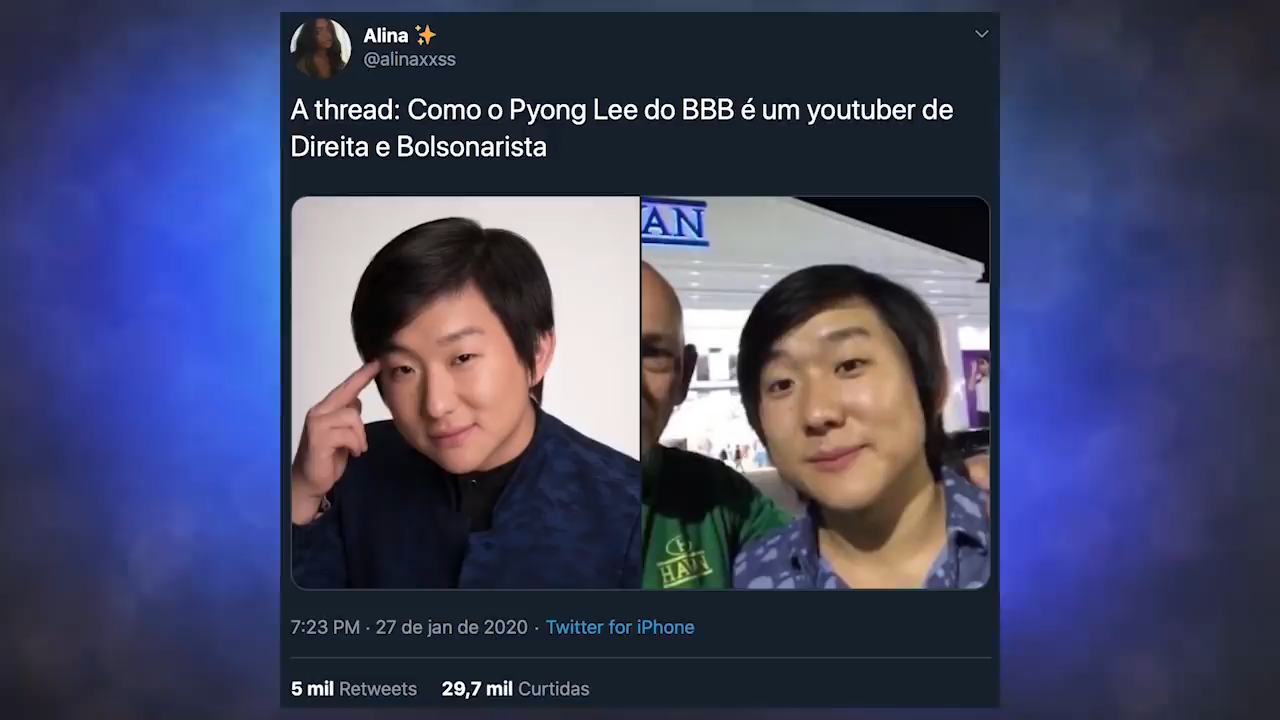 Alina ✨
@alinaxxss
A thread: Como o Pyong Lee do BBB é um youtuber de
Direita e Bolsonarista
AN
HAVAN
7:23 PM · 27 de jan de 2020 · Twitter for iPhone
5 mil Retweets 29,7 mil Curtidas